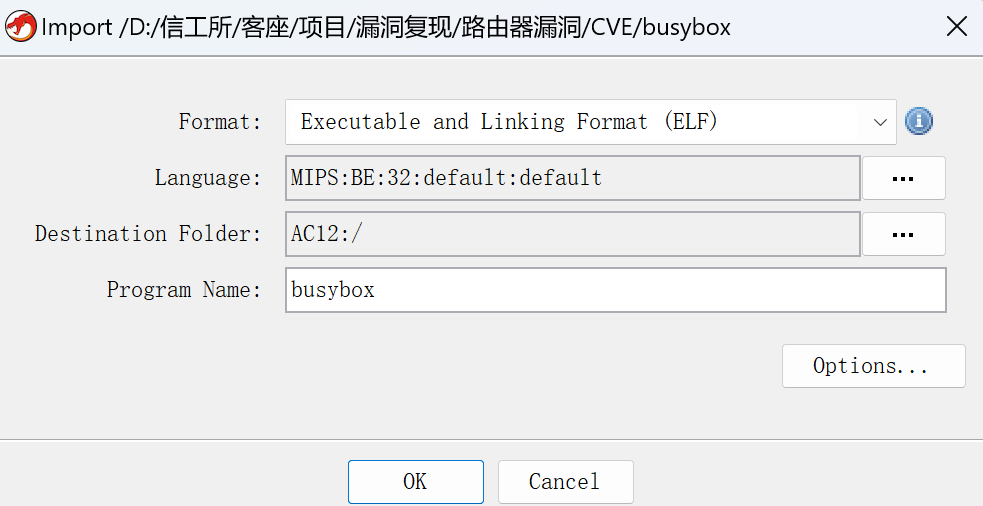 Import /D:/信工所/客座/项目/漏洞复现/路由器漏洞/CVE/busybox
Format: Executable and Linking Format (ELF)
Language: MIPS:BE:32:default:default ...
Destination Folder: AC12:/ ...
Program Name: busybox
Options...
OK Cancel